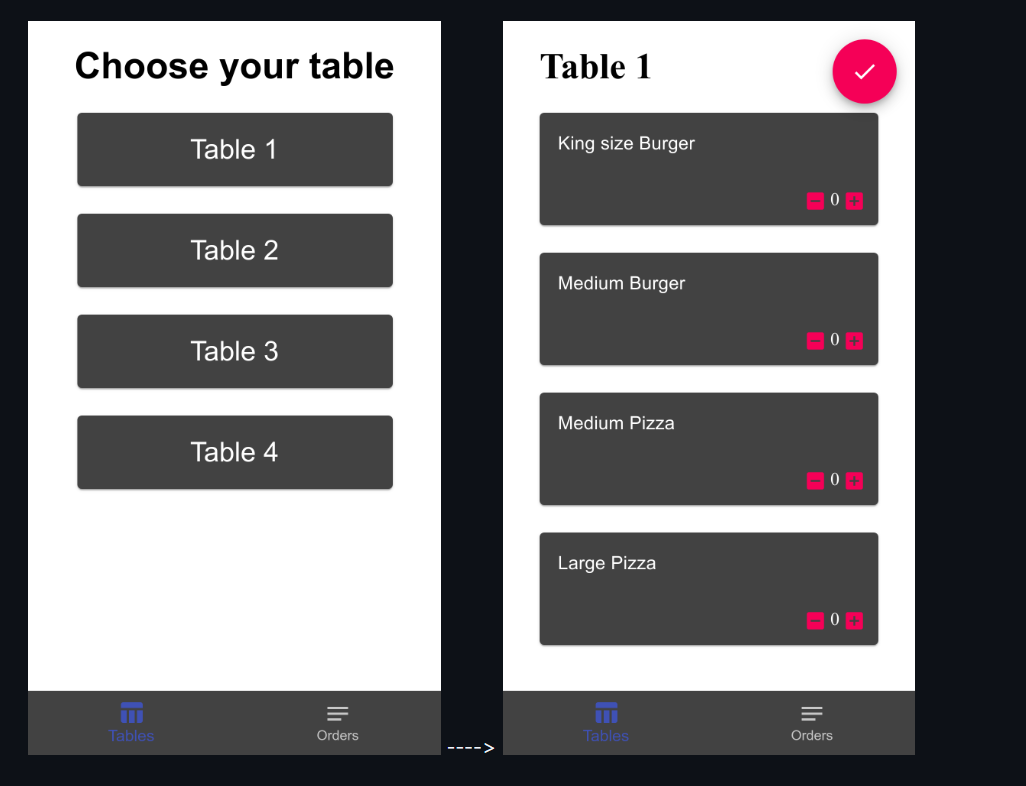 Choose your table
Table 1
Table 2
Table 3
Table 4
Tables
Orders
---->
Table 1
King size Burger
0
Medium Burger
0
Medium Pizza
0
Large Pizza
0
Tables
Orders